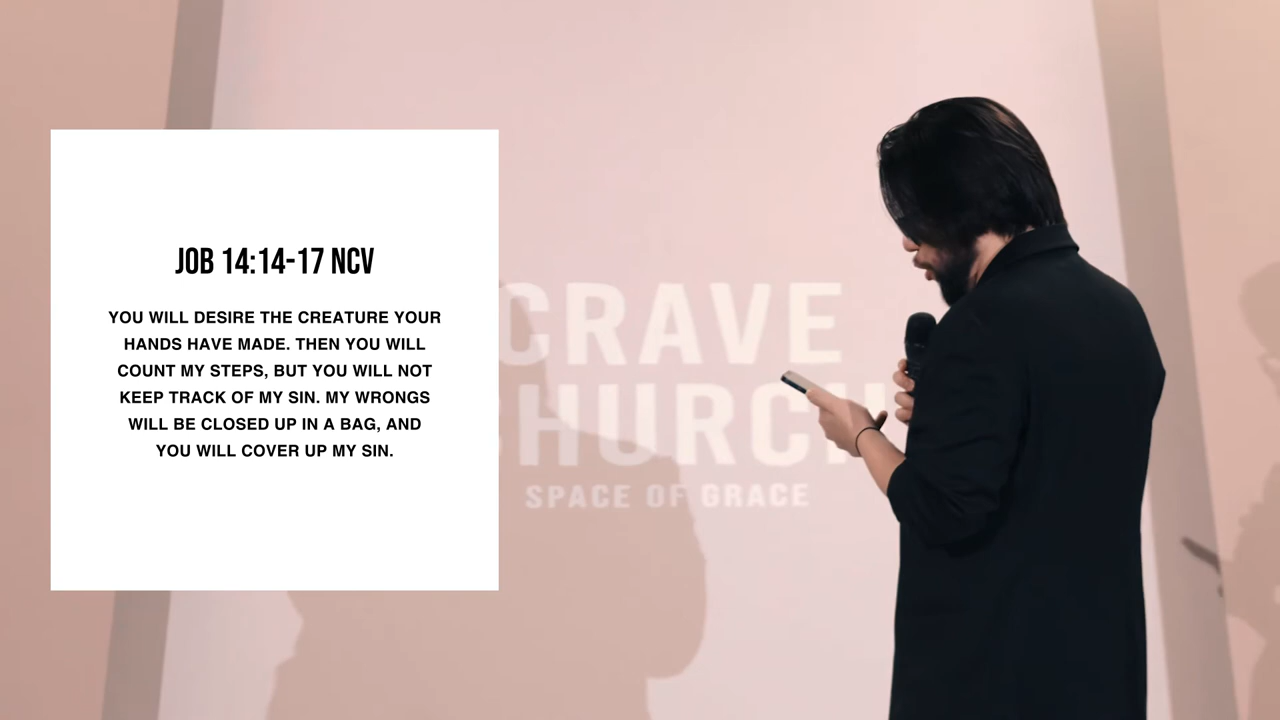 JOB 14:14-17 NCV
YOU WILL DESIRE THE CREATURE YOUR
HANDS HAVE MADE. THEN YOU WILL
COUNT MY STEPS, BUT YOU WILL NOT
KEEP TRACK OF MY SIN. MY WRONGS
WILL BE CLOSED UP IN A BAG, AND
YOU WILL COVER UP MY SIN.
CRAVE
CHURCH
SPACE OF GRACE